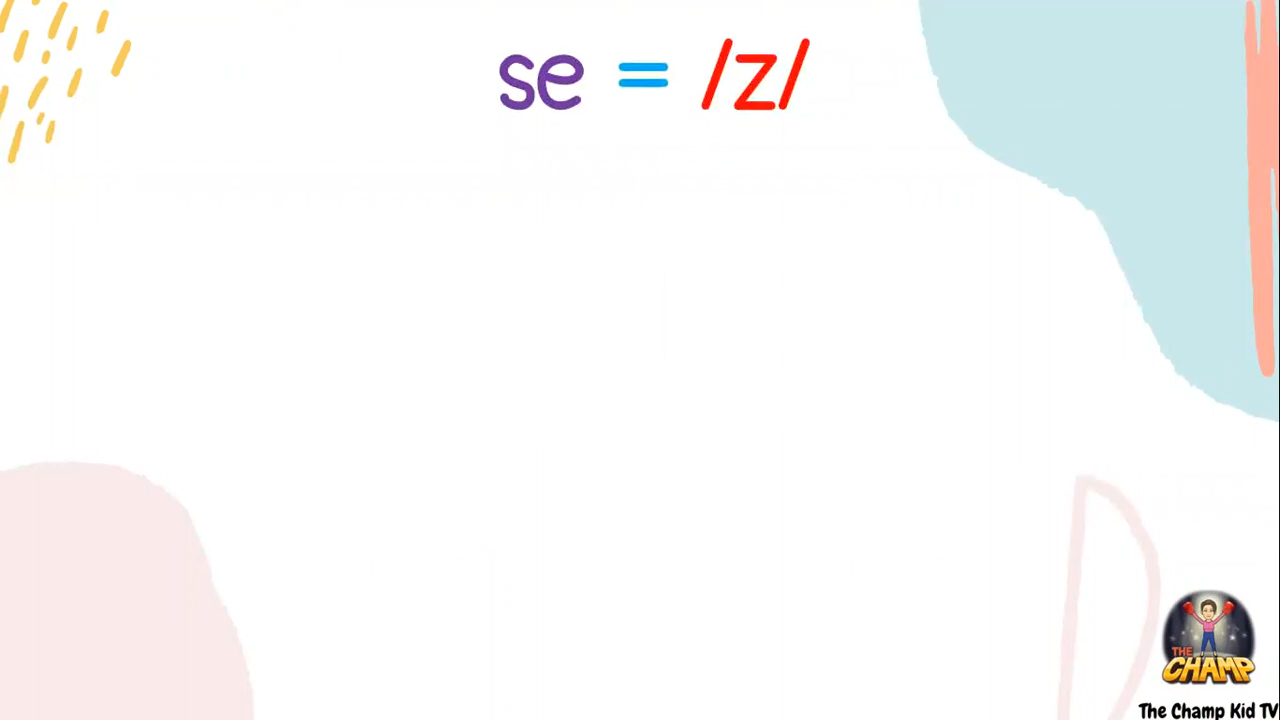 se = /z/
THE
CHAMP
The Champ Kid TV